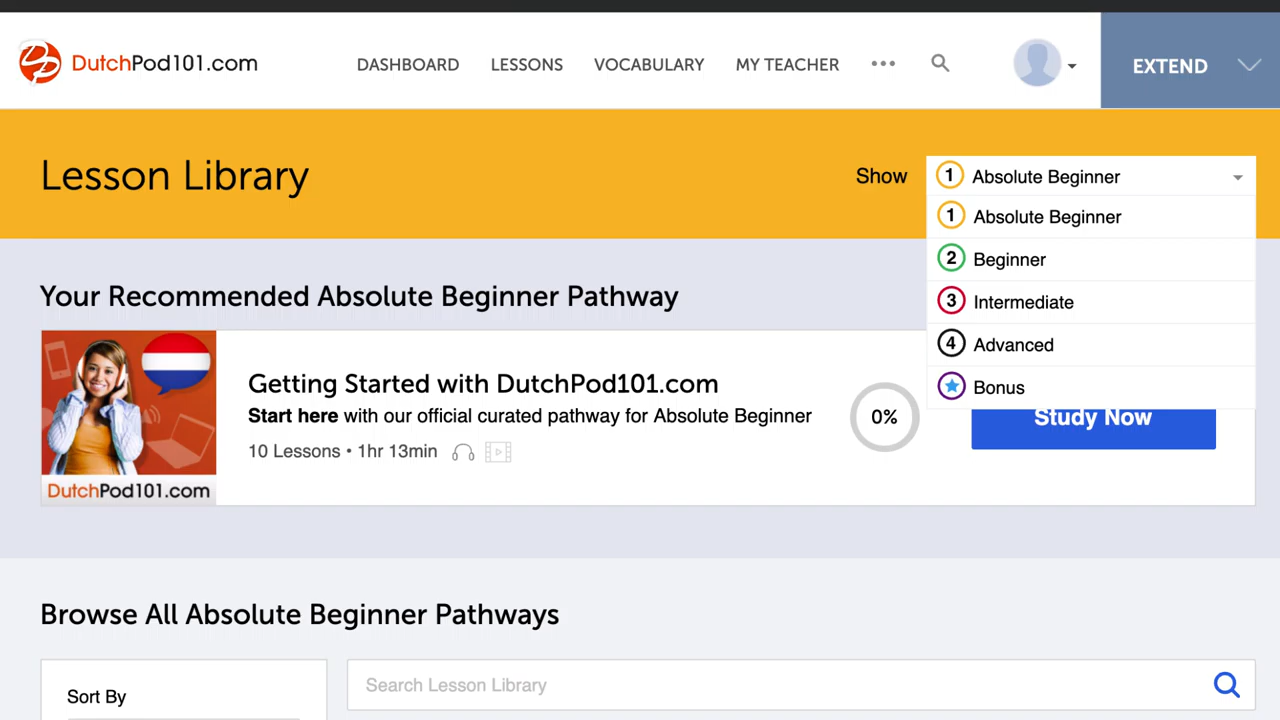 DutchPod101.com
DASHBOARD LESSONS VOCABULARY MY TEACHER
EXTEND
Lesson Library
Show
1 Absolute Beginner
1 Absolute Beginner
2 Beginner
3 Intermediate
4 Advanced
Bonus
Your Recommended Absolute Beginner Pathway
DutchPod101.com
Getting Started with DutchPod101.com
Start here with our official curated pathway for Absolute Beginner
10 Lessons • 1hr 13min
0%
Study Now
Browse All Absolute Beginner Pathways
Sort By
Search Lesson Library